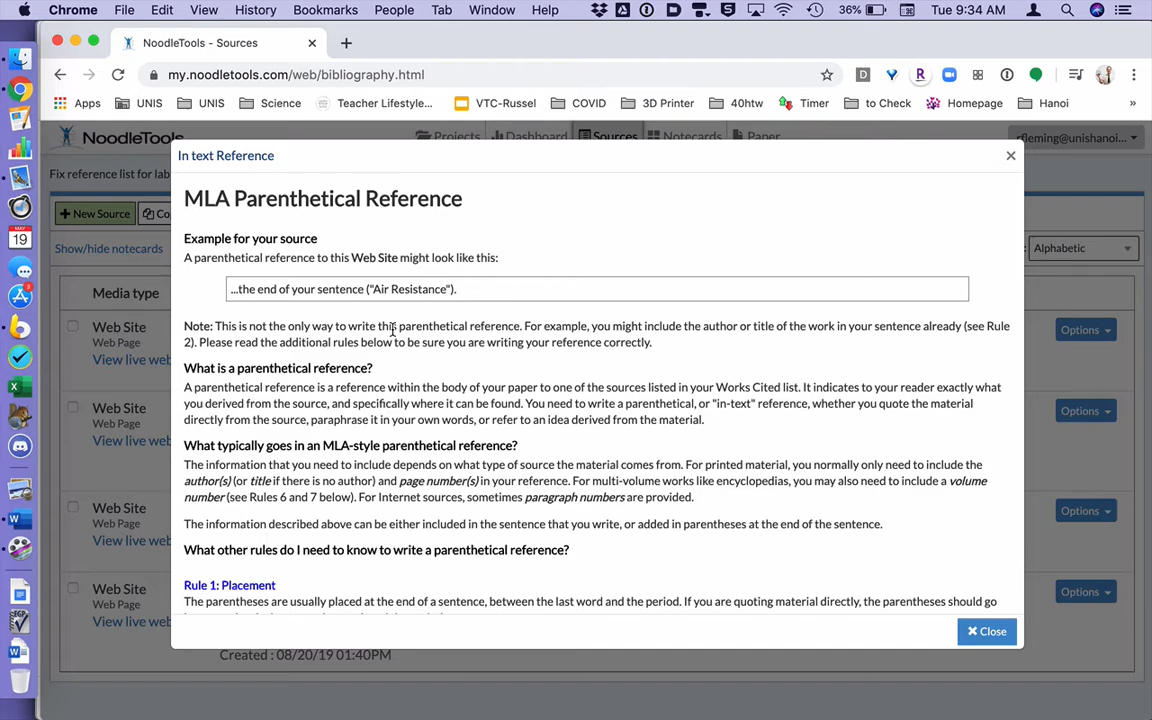 Chrome File Edit View History Bookmarks People Tab Window Help 36% Tue 9:34 AM
NoodleTools - Sources
my.noodletools.com/web/bibliography.html
Apps UNIS UNIS Science Teacher Lifestyle... VTC-Russel COVID 3D Printer 40htw Timer to Check Homepage Hanoi »
NoodleTools Projects Dashboard Sources Notecards Paper rfleming@unishanoi...
In text Reference
Fix reference list for lab
MLA Parenthetical Reference
+ New Source Co
Example for your source
Show/hide notecards Alphabetic
A parenthetical reference to this Web Site might look like this:
Media type
...the end of your sentence ("Air Resistance").
Web Site
Web Page
View live web
Options
Note: This is not the only way to write this parenthetical reference. For example, you might include the author or title of the work in your sentence already (see Rule
2). Please read the additional rules below to be sure you are writing your reference correctly.
What is a parenthetical reference?
A parenthetical reference is a reference within the body of your paper to one of the sources listed in your Works Cited list. It indicates to your reader exactly what
you derived from the source, and specifically where it can be found. You need to write a parenthetical, or "in-text" reference, whether you quote the material
directly from the source, paraphrase it in your own words, or refer to an idea derived from the material.
Web Site
Web Page
View live web
Options
What typically goes in an MLA-style parenthetical reference?
The information that you need to include depends on what type of source the material comes from. For printed material, you normally only need to include the
author(s) (or title if there is no author) and page number(s) in your reference. For multi-volume works like encyclopedias, you may also need to include a volume
number (see Rules 6 and 7 below). For Internet sources, sometimes paragraph numbers are provided.
Web Site
Web Page
View live web
Options
The information described above can be either included in the sentence that you write, or added in parentheses at the end of the sentence.
What other rules do I need to know to write a parenthetical reference?
Rule 1: Placement
The parentheses are usually placed at the end of a sentence, between the last word and the period. If you are quoting material directly, the parentheses should go
Web Site
Web Page
View live web
Options
Close
Created : 08/20/19 01:40PM
MAY
19